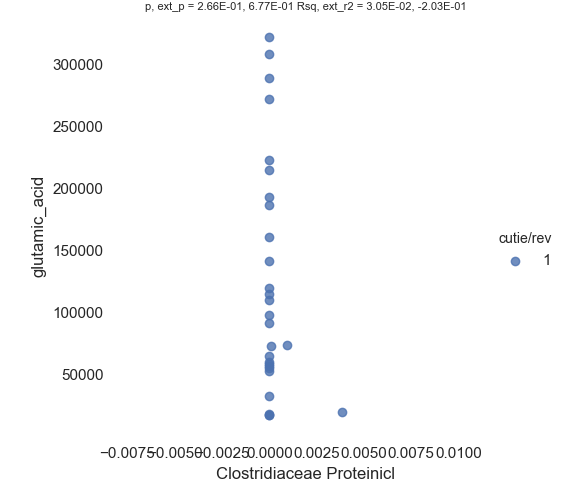 p, ext_p = 2.66E-01, 6.77E-01 Rsq, ext_r2 = 3.05E-02, -2.03E-01
300000
250000
200000
150000
100000
50000
glutamic_acid
cutie/rev
1
−0.0075 −0.0050 −0.0025 0.0000 0.0025 0.0050 0.0075 0.0100
Clostridiaceae Proteinicl